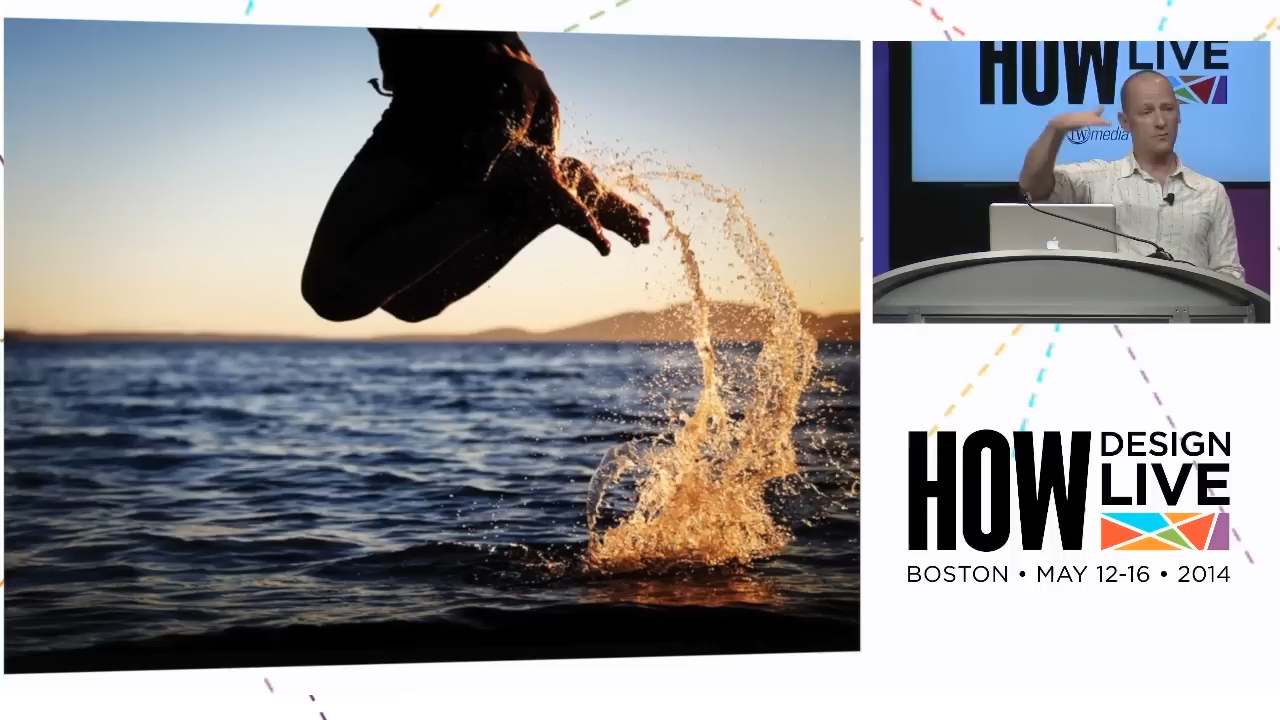 HOW LIVE
media
HOW DESIGN
LIVE
BOSTON • MAY 12-16 • 2014